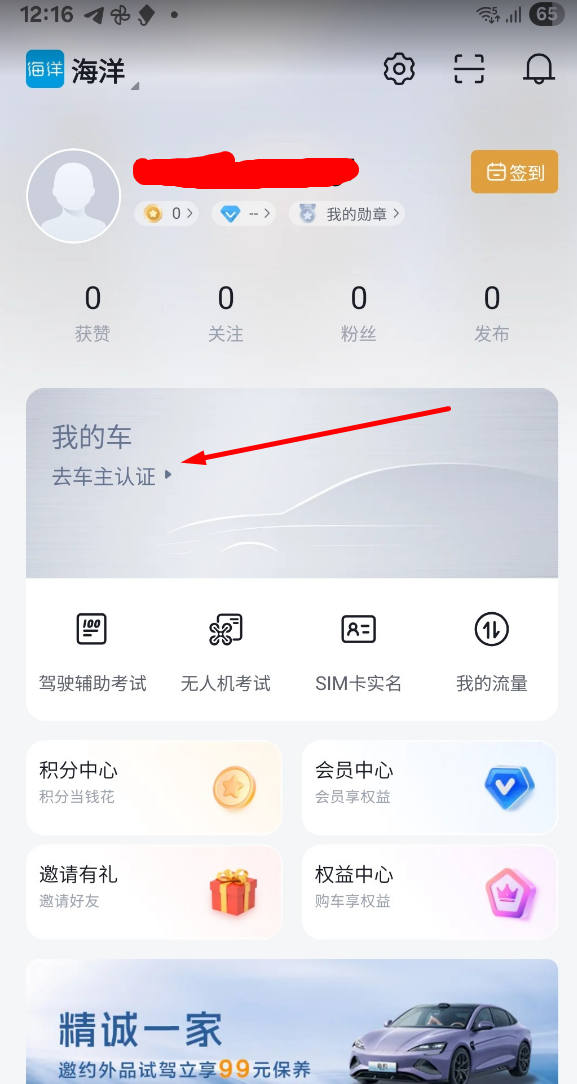 12:16
65
海洋 海洋
签到
0
--
我的勋章
0 0 0 0
获赞 关注 粉丝 发布
我的车
去车主认证
100
驾驶辅助考试 无人机考试 SIM卡实名 我的流量
积分中心 会员中心
积分当钱花 会员享权益
邀请有礼 权益中心
邀请好友 购车享权益
精诚一家
邀约外品试驾立享99元保养